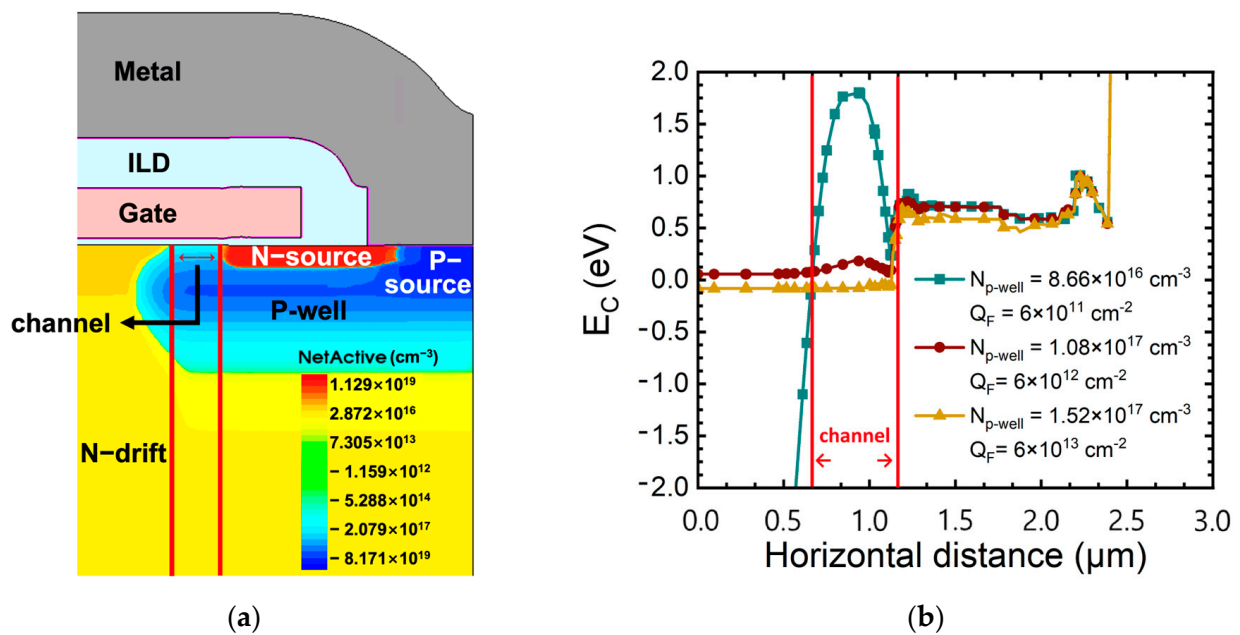 Metal
ILD
Gate
N−source
P−
source
P-well
channel
NetActive (cm⁻³)
1.129×10¹⁹
2.872×10¹⁶
7.305×10¹³
− 1.159×10¹²
− 5.288×10¹⁴
− 2.079×10¹⁷
− 8.171×10¹⁹
N−drift
(a)
2.0
1.5
1.0
0.5
0.0
-0.5
-1.0
-1.5
-2.0
E_C (eV)
N_p-well = 8.66×10¹⁶ cm⁻³
Q_F = 6×10¹¹ cm⁻²
N_p-well = 1.08×10¹⁷ cm⁻³
Q_F= 6×10¹² cm⁻²
N_p-well = 1.52×10¹⁷ cm⁻³
Q_F= 6×10¹³ cm⁻²
channel
0.0 0.5 1.0 1.5 2.0 2.5 3.0
Horizontal distance (µm)
(b)